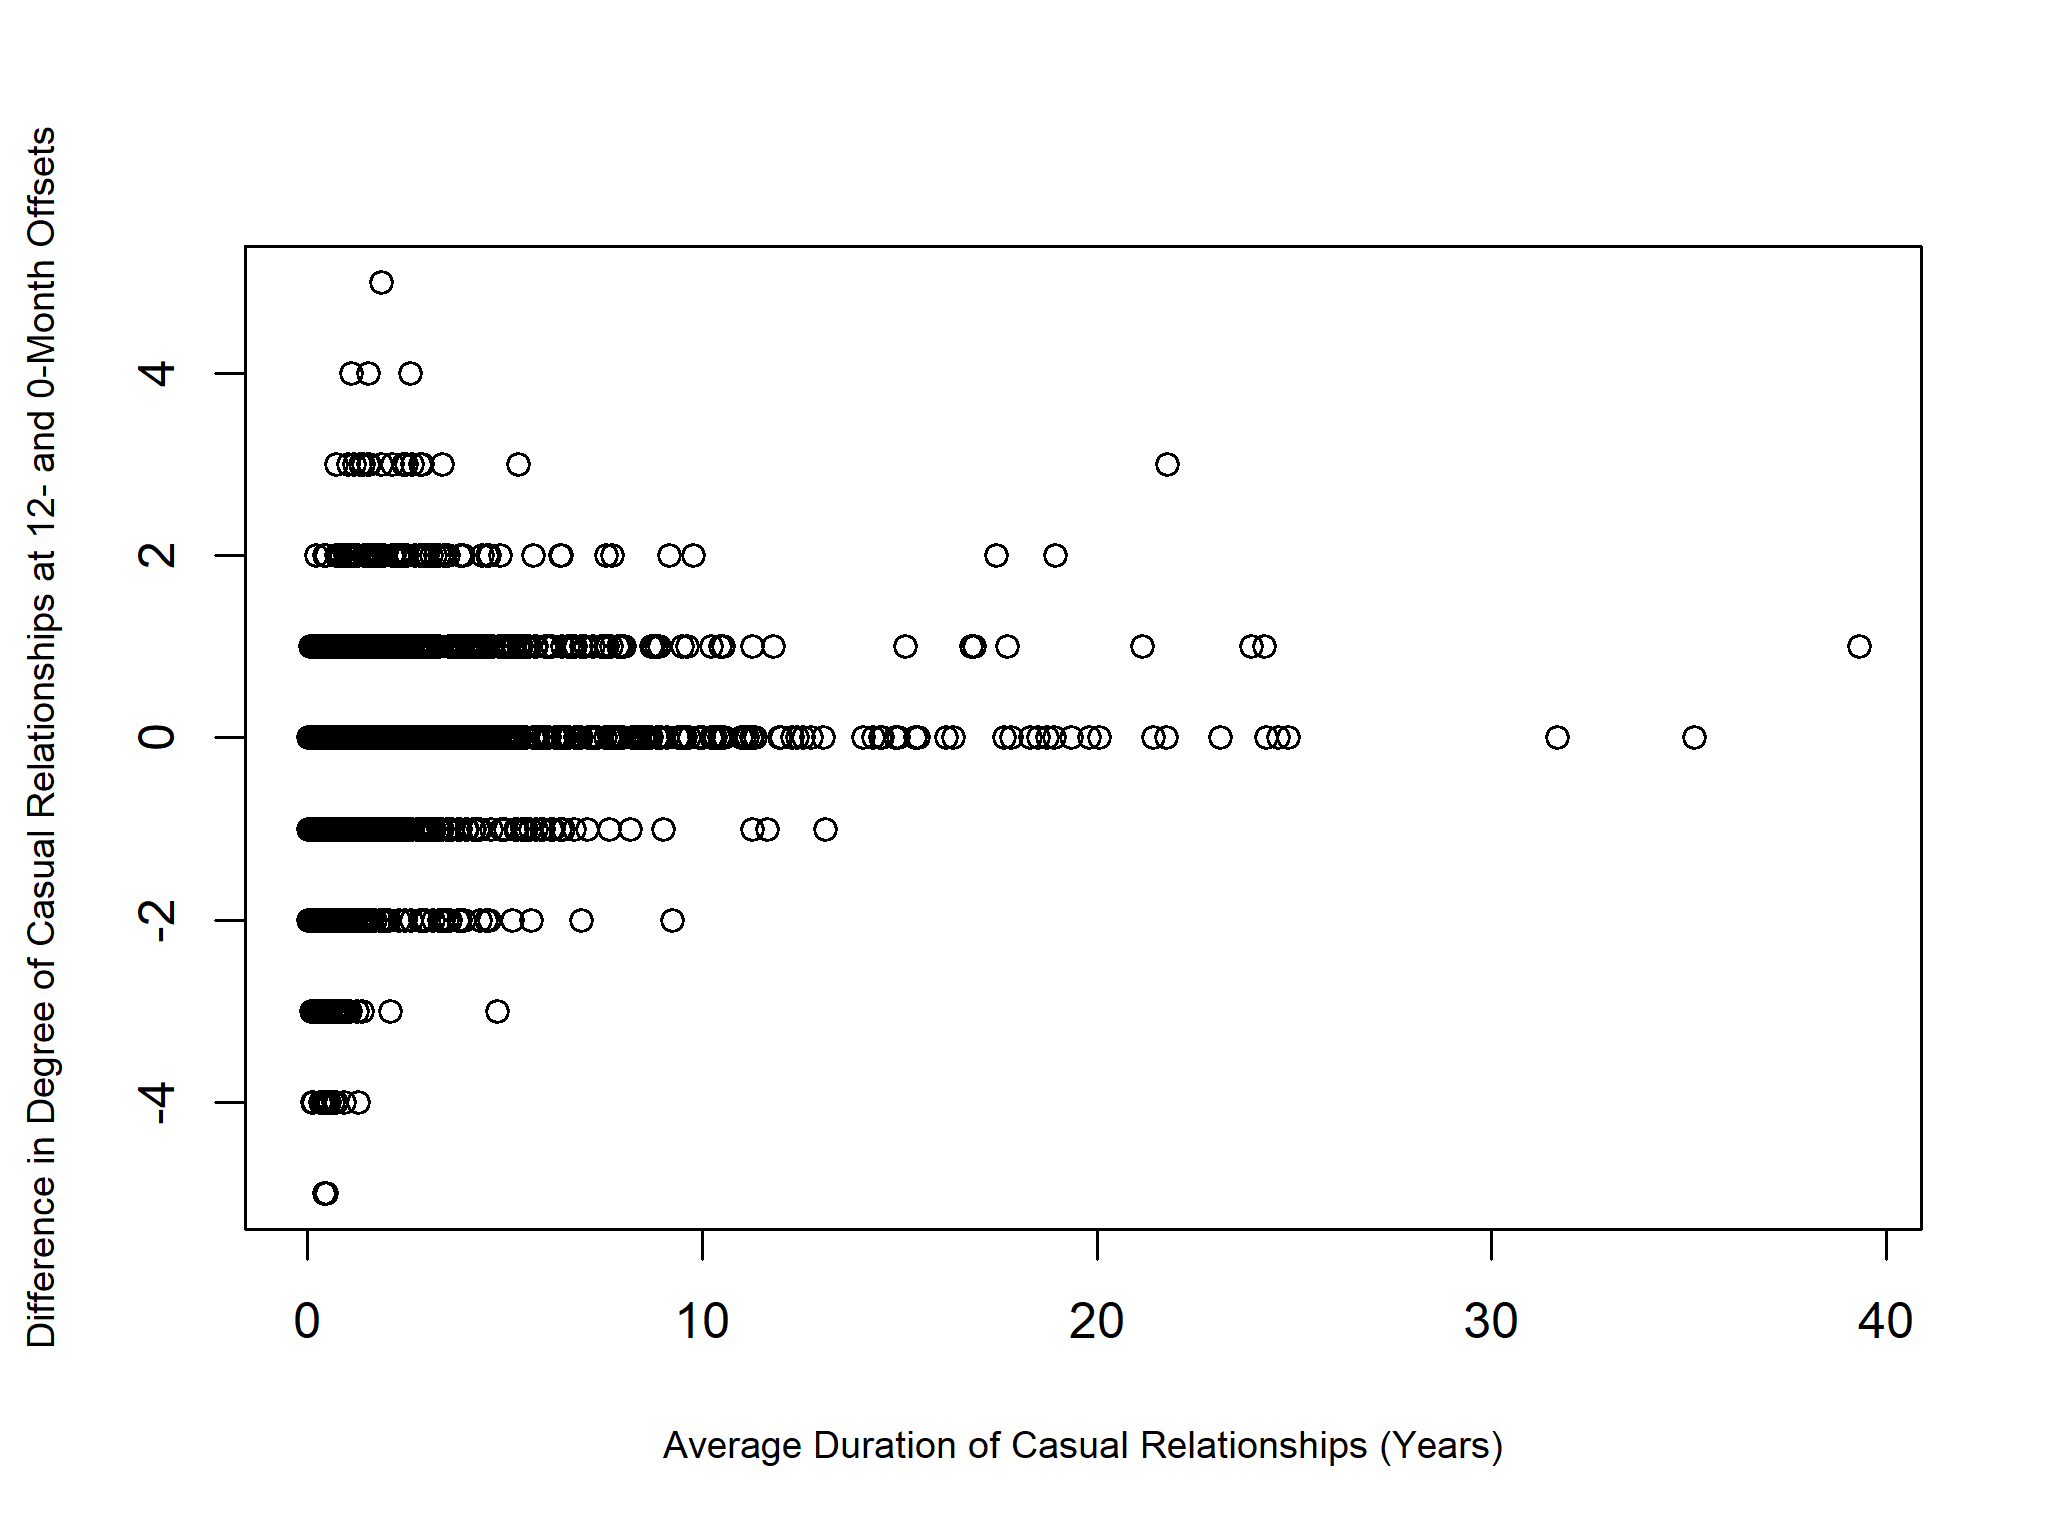 Difference in Degree of Casual Relationships at 12- and 0-Month Offsets
4
2
0
-2
-4
0 10 20 30 40
Average Duration of Casual Relationships (Years)